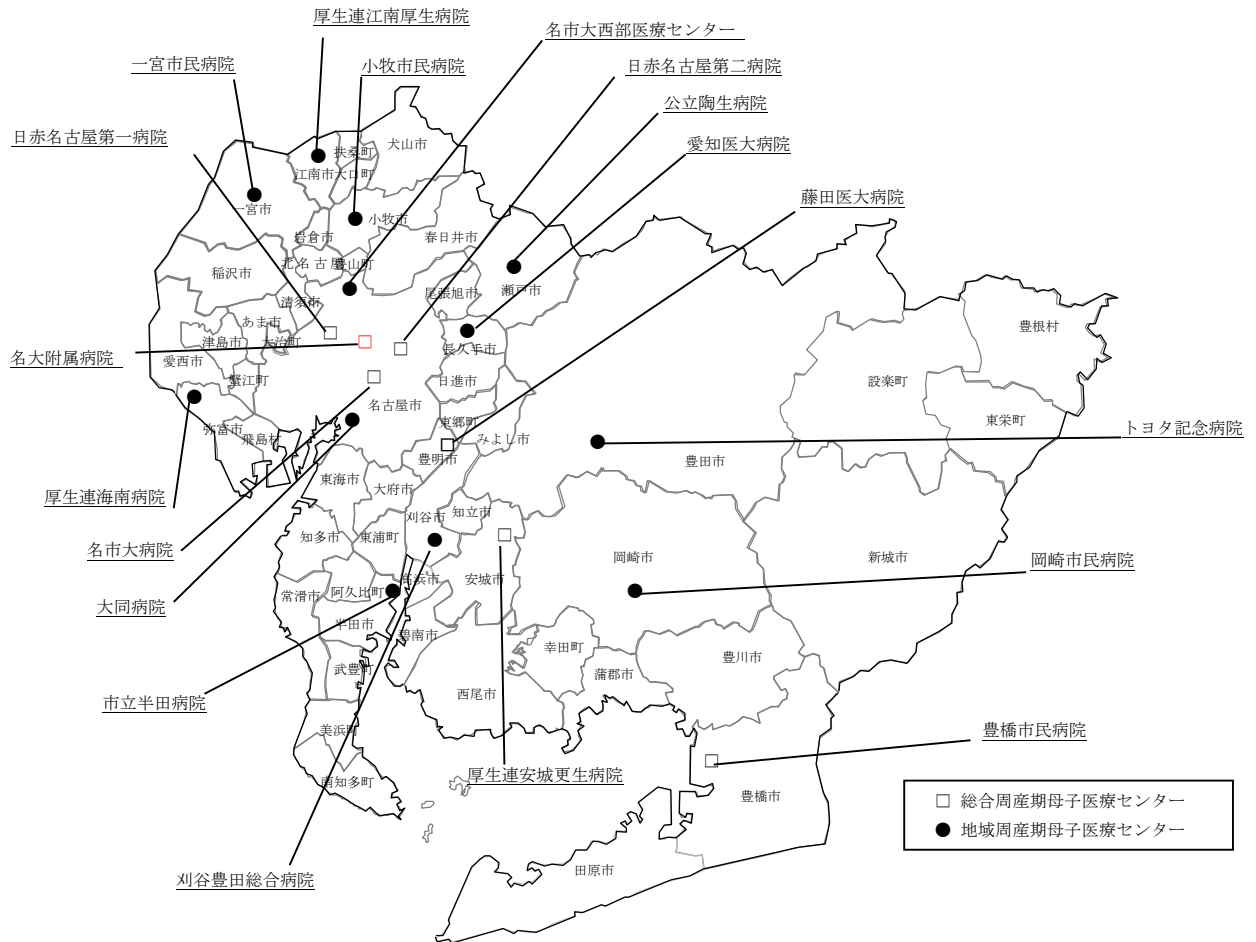 厚生連江南厚生病院
名市大西部医療センター
一宮市民病院
小牧市民病院
日赤名古屋第二病院
公立陶生病院
日赤名古屋第一病院
愛知医大病院
藤田医大病院
犬山市
扶桑町
江南市
大口町
一宮市
小牧市
岩倉市
春日井市
北名古屋
豊山町
稲沢市
尾張旭市
瀬戸市
清須市
あま市
津島市
大治町
長久手市
豊根村
愛西市
名大附属病院
蟹江町
日進市
設楽町
名古屋市
東郷町
東栄町
弥富市
飛島村
みよし市
トヨタ記念病院
豊明市
豊田市
東海市
大府市
厚生連海南病院
刈谷市
知立市
知多市
東浦町
名市大病院
岡崎市
新城市
岡崎市民病院
高浜市
安城市
阿久比町
常滑市
大同病院
半田市
碧南市
幸田町
豊川市
武豊町
蒲郡市
西尾市
市立半田病院
美浜町
豊橋市民病院
厚生連安城更生病院
南知多町
豊橋市
□ 総合周産期母子医療センター
● 地域周産期母子医療センター
田原市
刈谷豊田総合病院